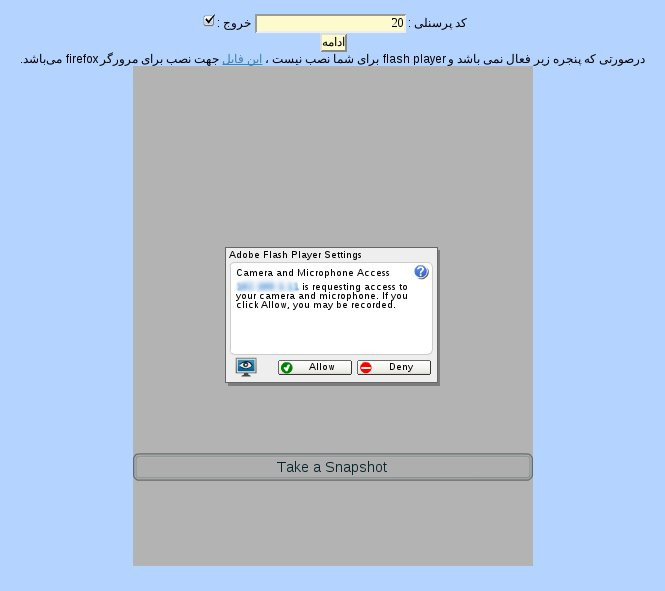 کد پرسنلی : 20 خروج :
ادامه
درصورتی که پنجره زیر فعال نمی باشد و flash player برای شما نصب نیست ، این فایل جهت نصب برای مرورگر firefox می‌باشد.
Adobe Flash Player Settings
Camera and Microphone Access
is requesting access to
your camera and microphone. If you
click Allow, you may be recorded.
Allow Deny
Take a Snapshot